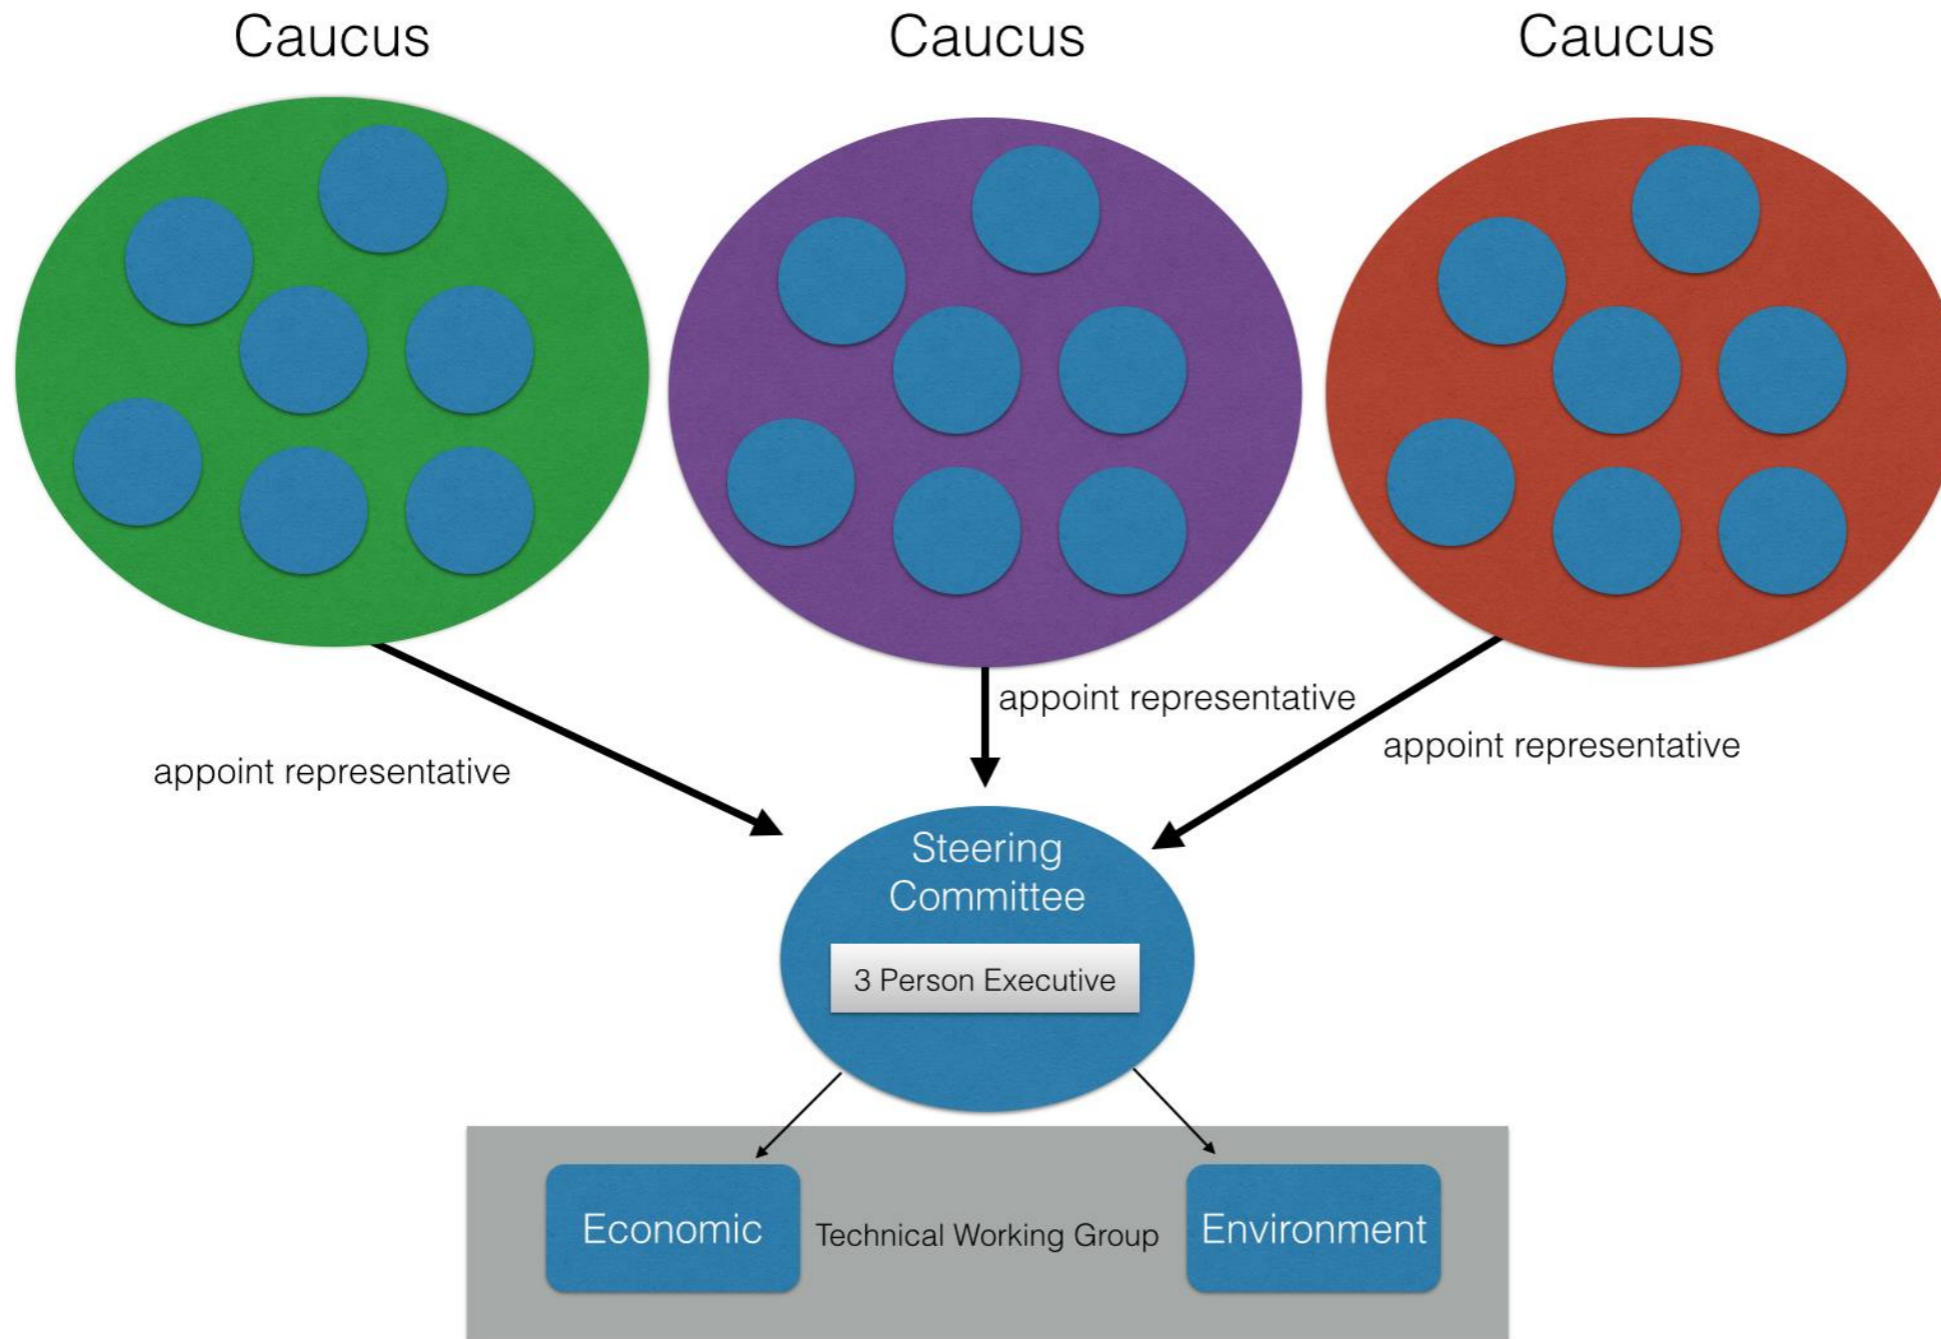 Caucus
Caucus
Caucus
appoint representative
appoint representative
appoint representative
Steering
Committee
3 Person Executive
Economic
Technical Working Group
Environment